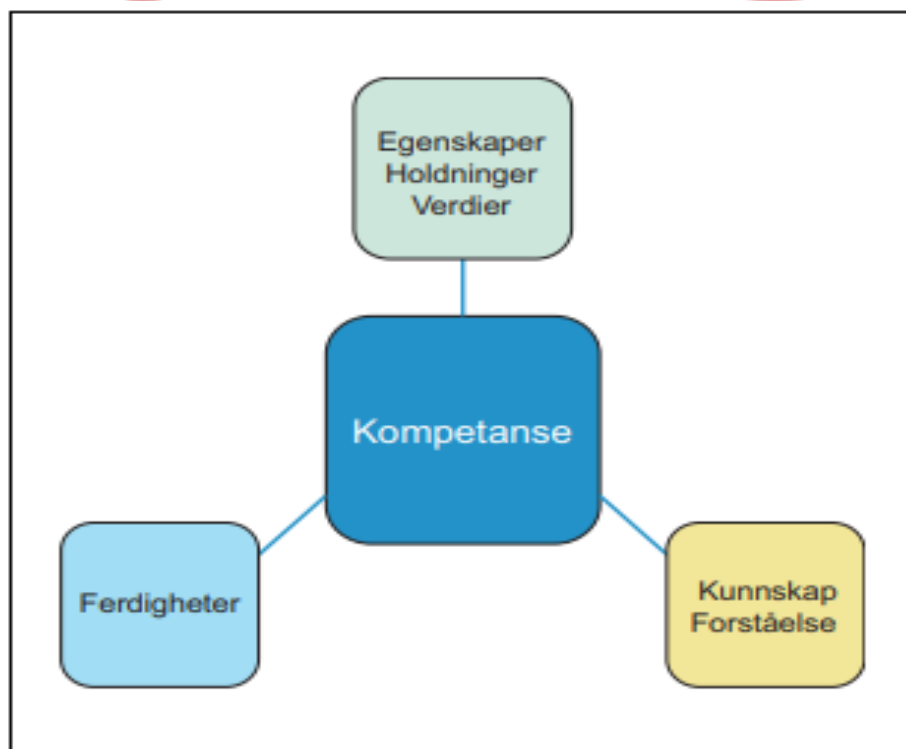 Egenskaper
Holdninger
Verdier
Kompetanse
Ferdigheter
Kunnskap
Forståelse